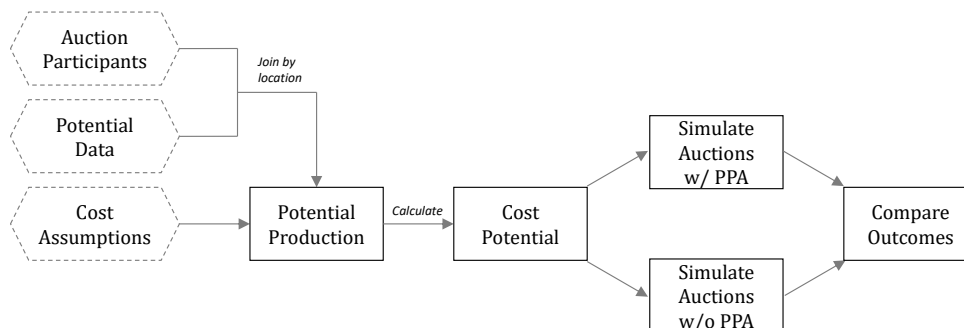 Auction
Participants
Join by
location
Potential
Data
Simulate
Auctions
w/ PPA
Cost
Assumptions
Potential
Production
Calculate
Cost
Potential
Compare
Outcomes
Simulate
Auctions
w/o PPA